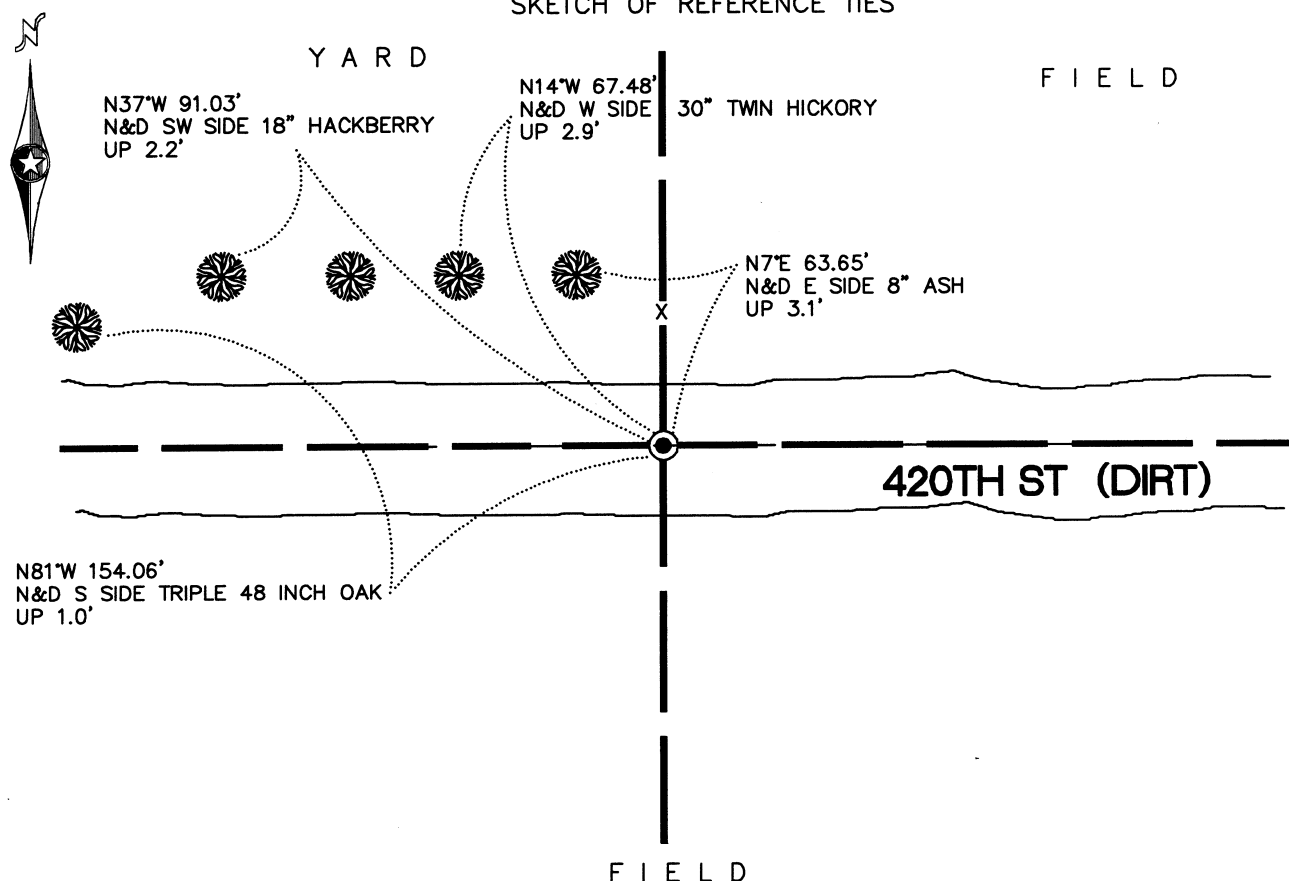 SKETCH OF REFERENCE TIES
N
YARD
FIELD
N37°W 91.03'
N&D SW SIDE 18" HACKBERRY
UP 2.2'
N14°W 67.48'
N&D W SIDE 30" TWIN HICKORY
UP 2.9'
N7°E 63.65'
N&D E SIDE 8" ASH
UP 3.1'
X
420TH ST (DIRT)
N81°W 154.06'
N&D S SIDE TRIPLE 48 INCH OAK
UP 1.0'
FIELD